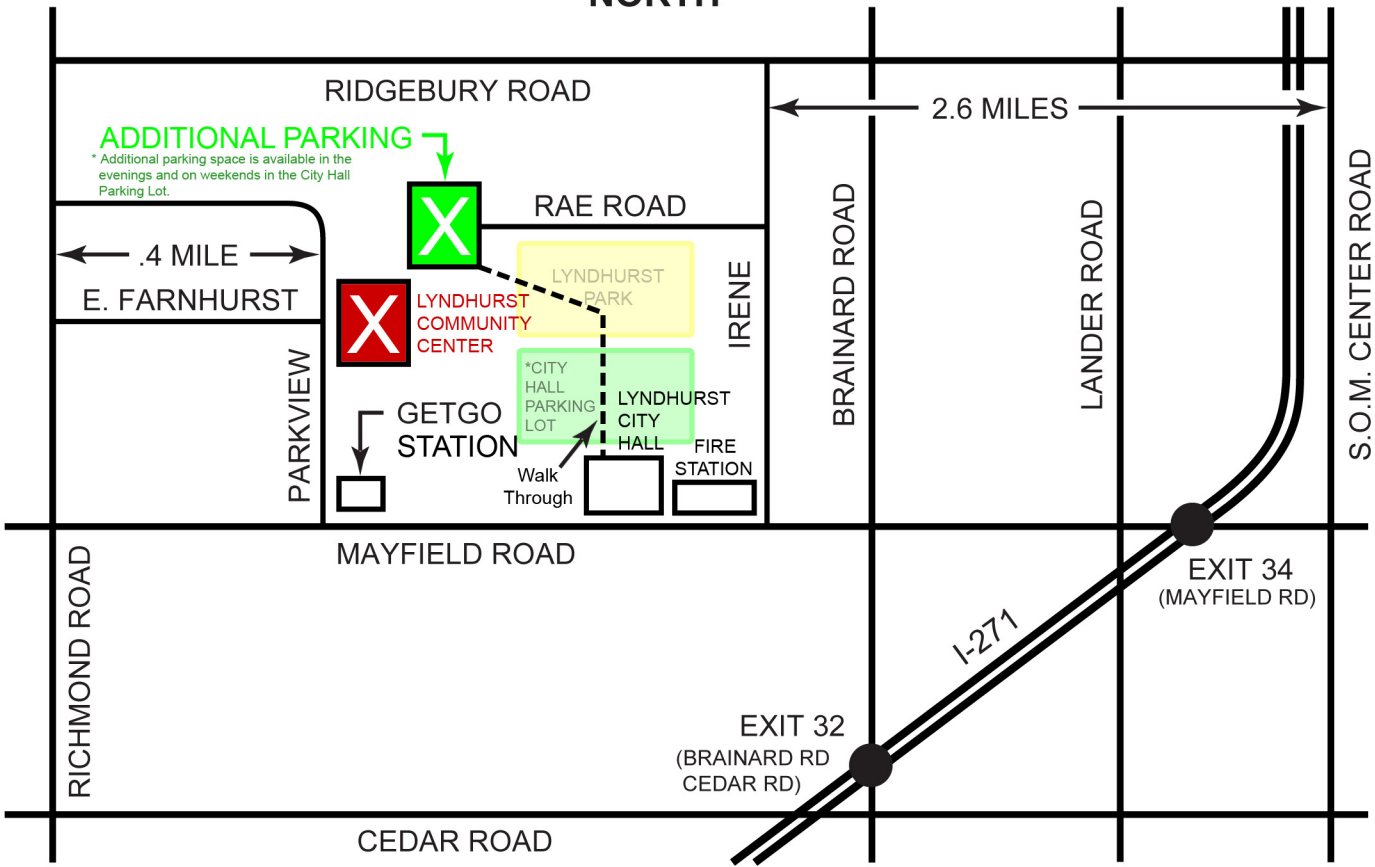 NORTH
RIDGEBURY ROAD
2.6 MILES
ADDITIONAL PARKING
* Additional parking space is available in the
evenings and on weekends in the City Hall
Parking Lot.
X
RAE ROAD
.4 MILE
E. FARNHURST
X
LYNDHURST
COMMUNITY
CENTER
LYNDHURST
PARK
IRENE
BRAINARD ROAD
LANDER ROAD
S.O.M. CENTER ROAD
PARKVIEW
GETGO
STATION
*CITY
HALL
PARKING
LOT
LYNDHURST
CITY
HALL
FIRE
STATION
Walk
Through
MAYFIELD ROAD
RICHMOND ROAD
EXIT 34
(MAYFIELD RD)
I-271
EXIT 32
(BRAINARD RD
CEDAR RD)
CEDAR ROAD